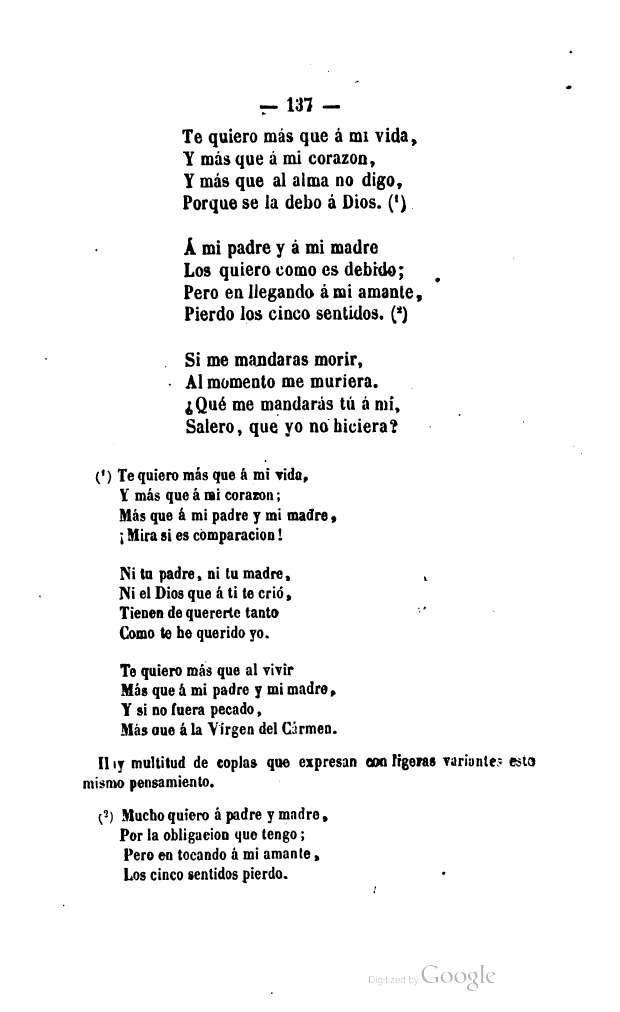 — 137 —
Te quiero más que á mi vida,
Y más que á mi corazon,
Y más que al alma no digo,
Porque se la debo á Dios. (¹)
Á mi padre y á mi madre
Los quiero como es debido;
Pero en llegando á mi amante,
Pierdo los cinco sentidos. (²)
Si me mandaras morir,
Al momento me muriera.
¿Qué me mandarás tú á mí,
Salero, que yo no hiciera?
(¹) Te quiero más que á mi vida,
Y más que á mi corazon;
Más que á mi padre y mi madre,
¡Mira si es comparacion!
Ni tu padre, ni tu madre,
Ni el Dios que á ti te crió,
Tienen de quererte tanto
Como te he querido yo.
Te quiero más que al vivir
Más que á mi padre y mi madre,
Y si no fuera pecado,
Más que á la Vírgen del Cármen.
Hay multitud de coplas que expresan con ligeras variantes esto
mismo pensamiento.
(²) Mucho quiero á padre y madre,
Por la obligacion que tengo;
Pero en tocando á mi amante,
Los cinco sentidos pierdo.
Digitized by Google